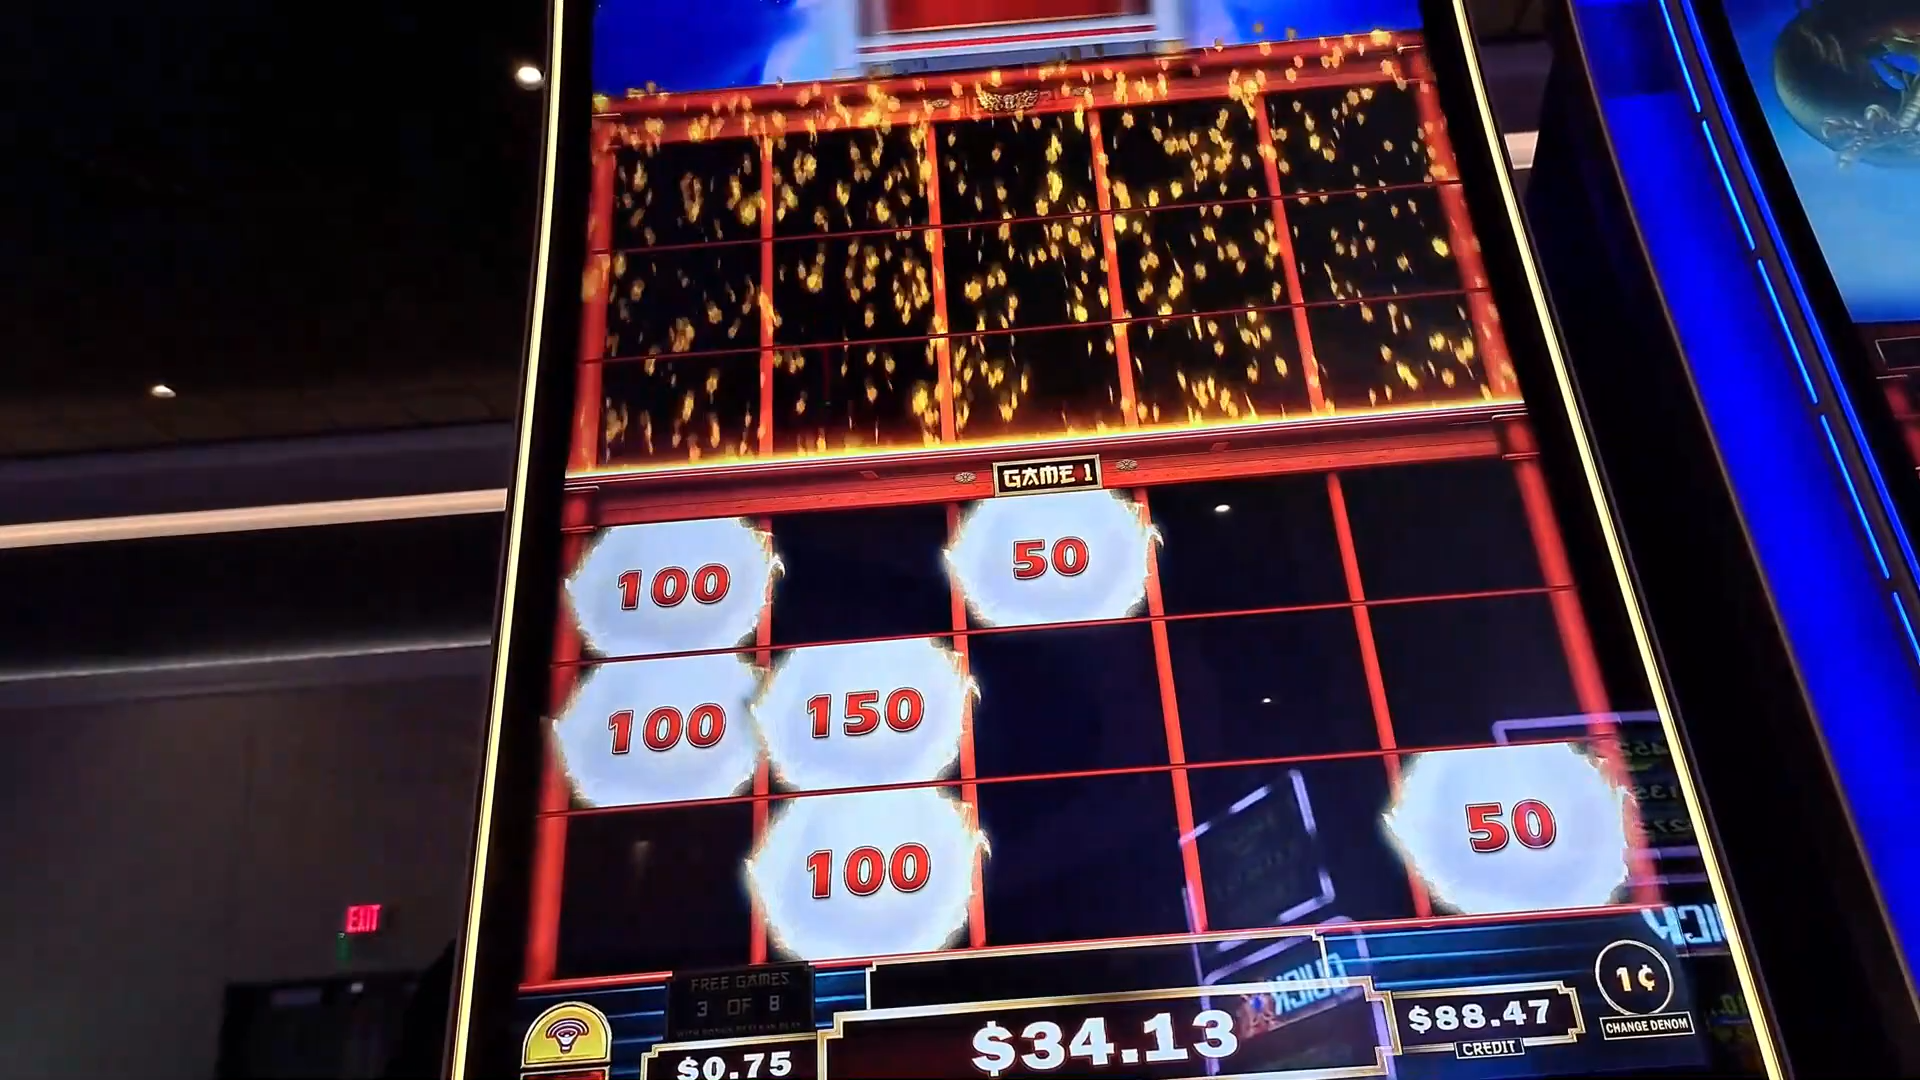 GAME 1
100
50
100
150
100
50
EXIT
FREE GAMES
3 OF 8
$0.75
$34.13
$88.47
CREDIT
1¢
CHANGE DENOM